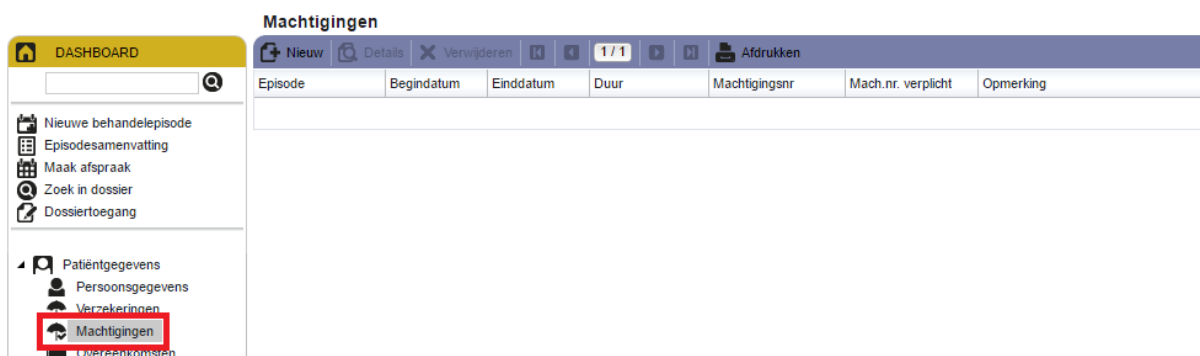 Machtigingen
DASHBOARD
Nieuw Details Verwijderen 1 / 1 Afdrukken
Episode Begindatum Einddatum Duur Machtigingsnr Mach.nr. verplicht Opmerking
Nieuwe behandelepisode
Episodesamenvatting
Maak afspraak
Zoek in dossier
Dossiertoegang
Patiëntgegevens
Persoonsgegevens
Verzekeringen
Machtigingen
Overeenkomsten